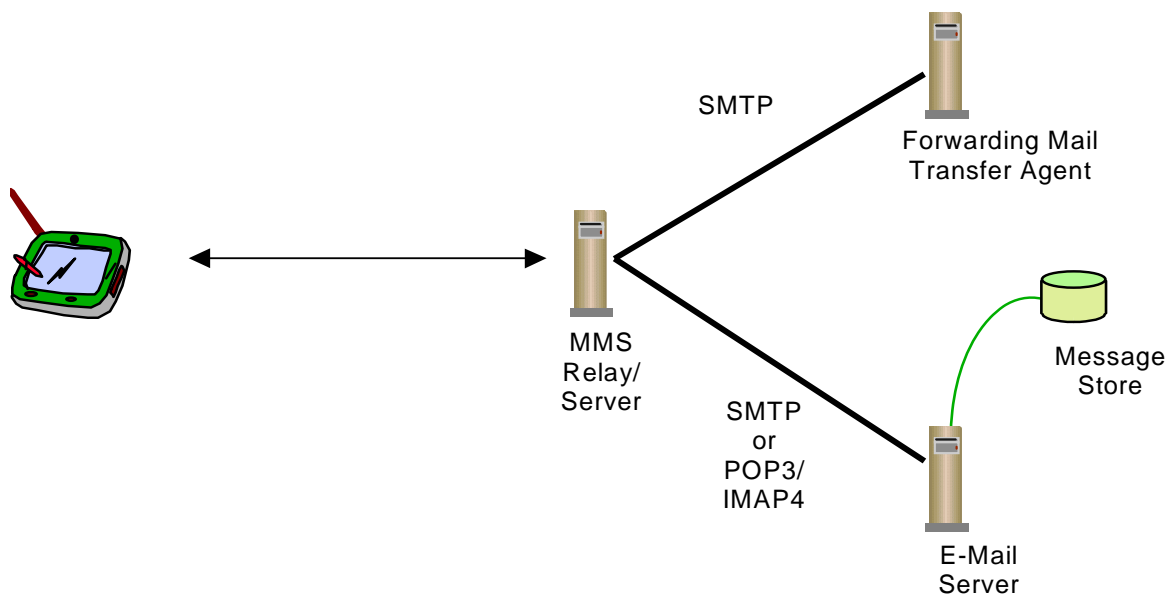 SMTP
Forwarding Mail
Transfer Agent
MMS
Relay/
Server
Message
Store
SMTP
or
POP3/
IMAP4
E-Mail
Server